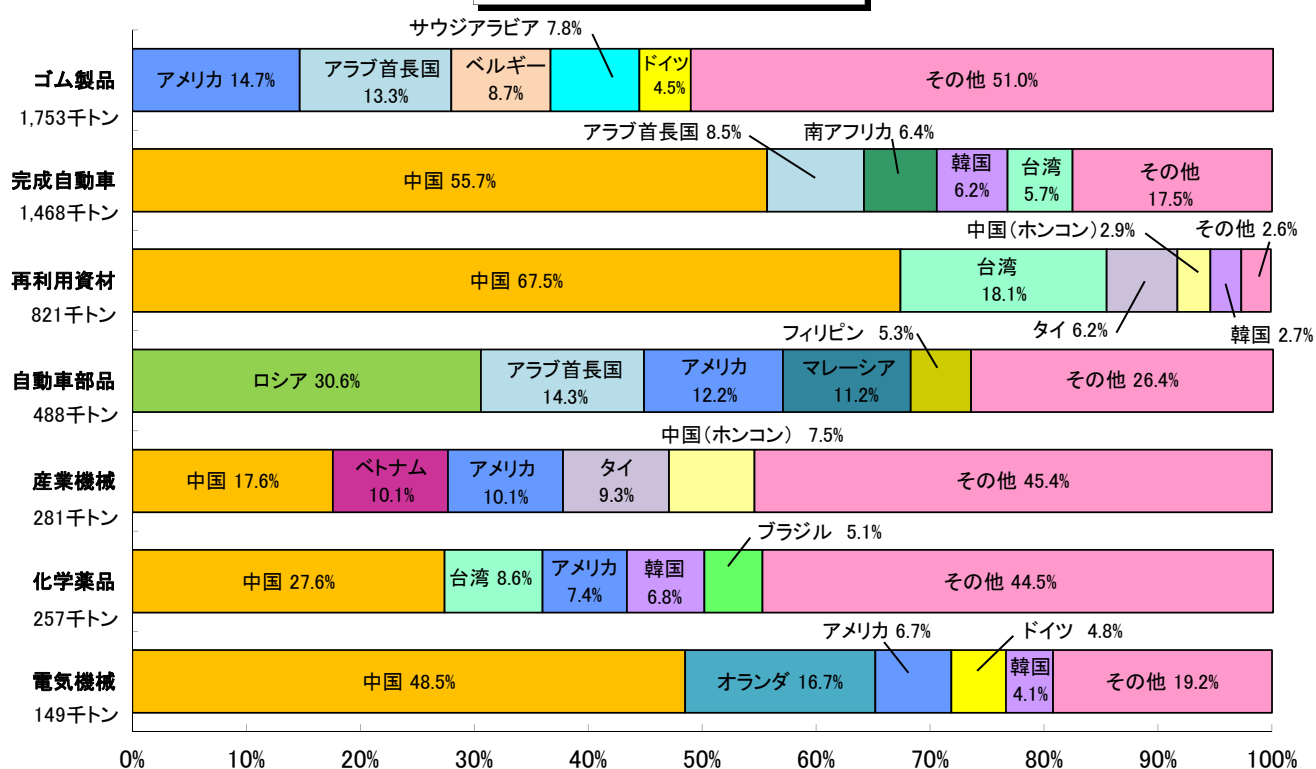 サウジアラビア 7.8%
ゴム製品
1,753千トン
アメリカ 14.7%
アラブ首長国
13.3%
ベルギー
8.7%
ドイツ
4.5%
その他 51.0%
アラブ首長国 8.5%
南アフリカ 6.4%
完成自動車
1,468千トン
中国 55.7%
韓国
6.2%
台湾
5.7%
その他
17.5%
中国(ホンコン) 2.9%
その他 2.6%
再利用資材
821千トン
中国 67.5%
台湾
18.1%
タイ 6.2%
韓国 2.7%
フィリピン 5.3%
自動車部品
488千トン
ロシア 30.6%
アラブ首長国
14.3%
アメリカ
12.2%
マレーシア
11.2%
その他 26.4%
中国(ホンコン) 7.5%
産業機械
281千トン
中国 17.6%
ベトナム
10.1%
アメリカ
10.1%
タイ
9.3%
その他 45.4%
ブラジル 5.1%
化学薬品
257千トン
中国 27.6%
台湾 8.6%
アメリカ
7.4%
韓国
6.8%
その他 44.5%
アメリカ 6.7%
ドイツ 4.8%
電気機械
149千トン
中国 48.5%
オランダ 16.7%
韓国
4.1%
その他 19.2%
0% 10% 20% 30% 40% 50% 60% 70% 80% 90% 100%